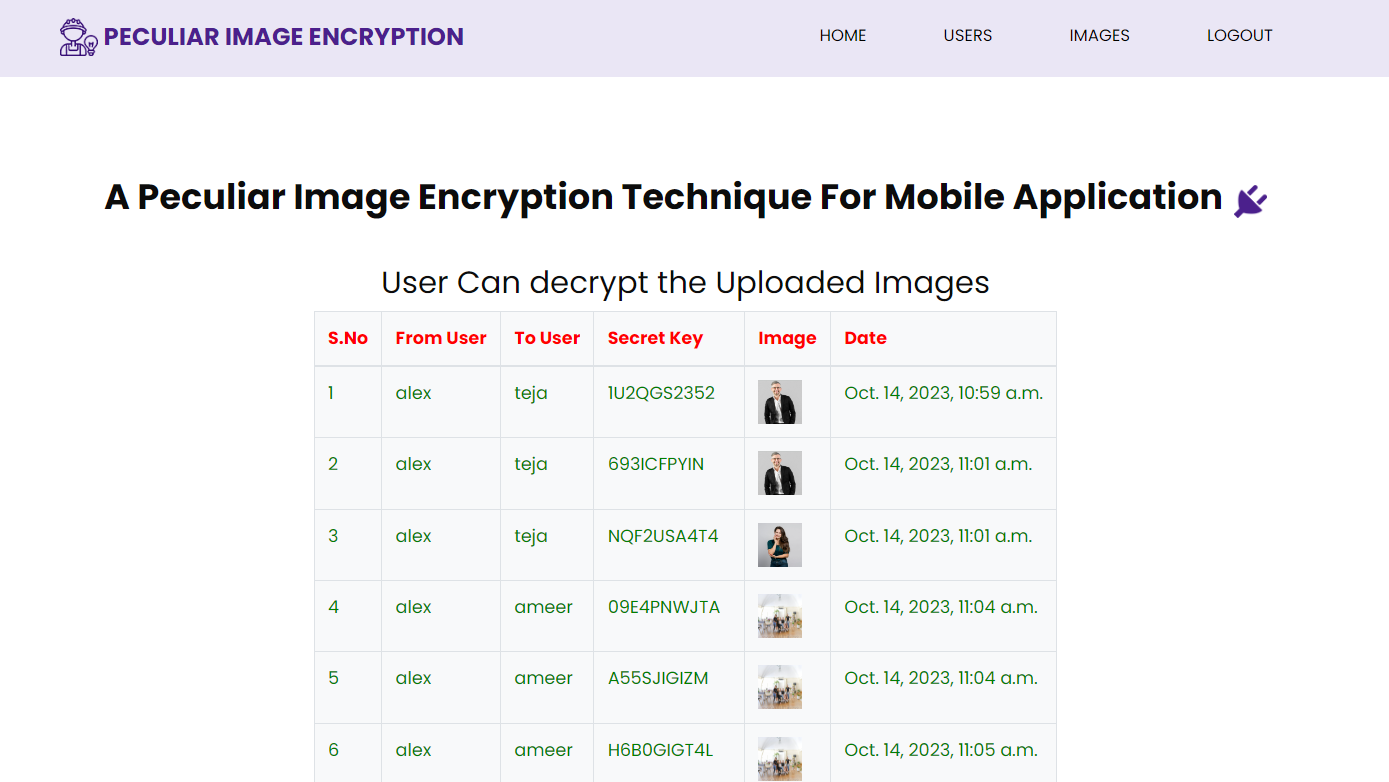 PECULIAR IMAGE ENCRYPTION HOME USERS IMAGES LOGOUT
A Peculiar Image Encryption Technique For Mobile Application
User Can decrypt the Uploaded Images
S.No From User To User Secret Key Image Date
1 alex teja 1U2QGS2352 Oct. 14, 2023, 10:59 a.m.
2 alex teja 693ICFPYIN Oct. 14, 2023, 11:01 a.m.
3 alex teja NQF2USA4T4 Oct. 14, 2023, 11:01 a.m.
4 alex ameer 09E4PNWJTA Oct. 14, 2023, 11:04 a.m.
5 alex ameer A55SJIGIZM Oct. 14, 2023, 11:04 a.m.
6 alex ameer H6B0GIGT4L Oct. 14, 2023, 11:05 a.m.